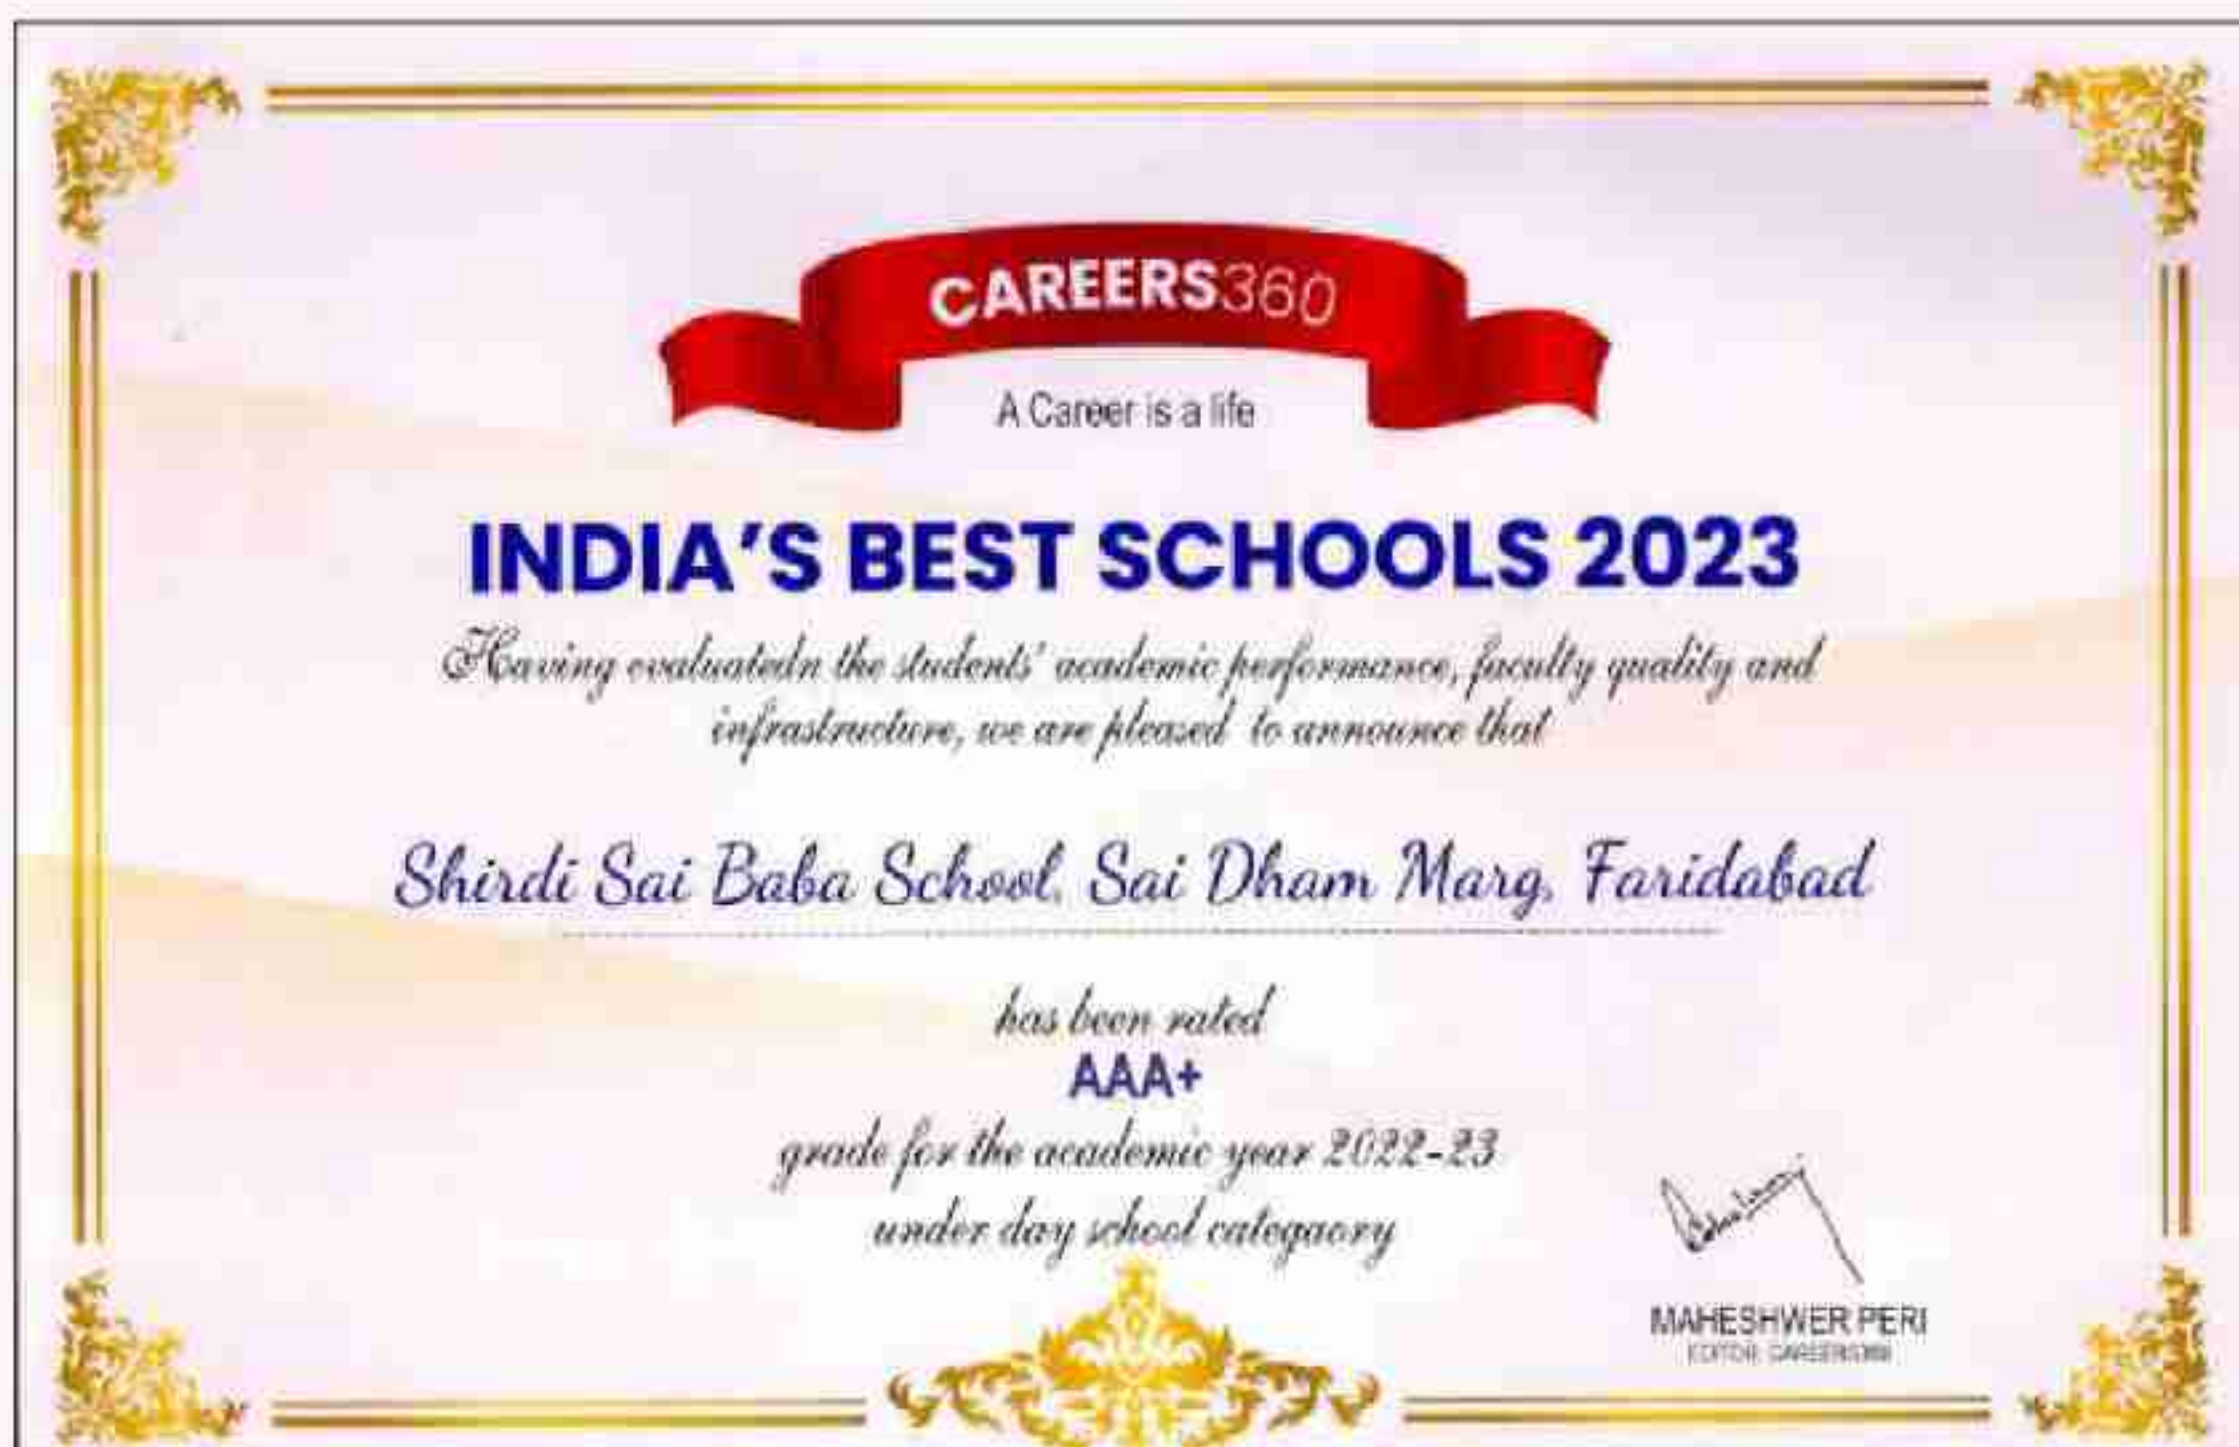 CAREERS360
A Career is a life
INDIA'S BEST SCHOOLS 2023
Having evaluatedn the students' academic performance, faculty quality and
infrastructure, we are pleased to announce that
Shirdi Sai Baba School, Sai Dham Marg, Faridabad
has been rated
AAA+
grade for the academic year 2022-23
under day school categaory
MAHESHWER PERI
EDITOR CAREERS360